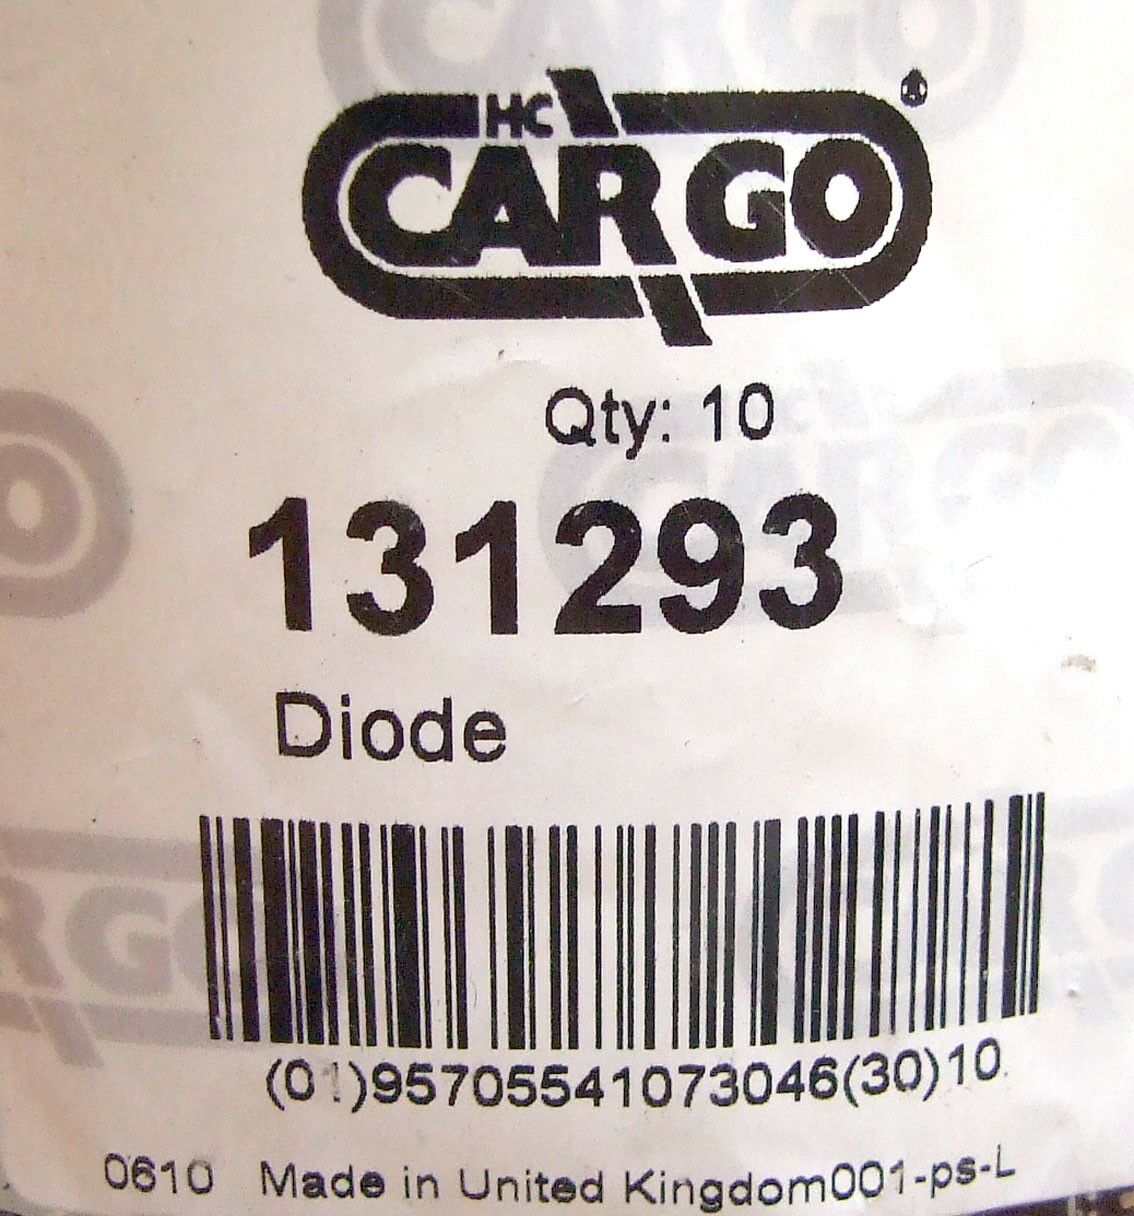 HC
CARGO
Qty: 10
131293
Diode
(01)95705541073046(30)10
0610 Made in United Kingdom001-ps-L